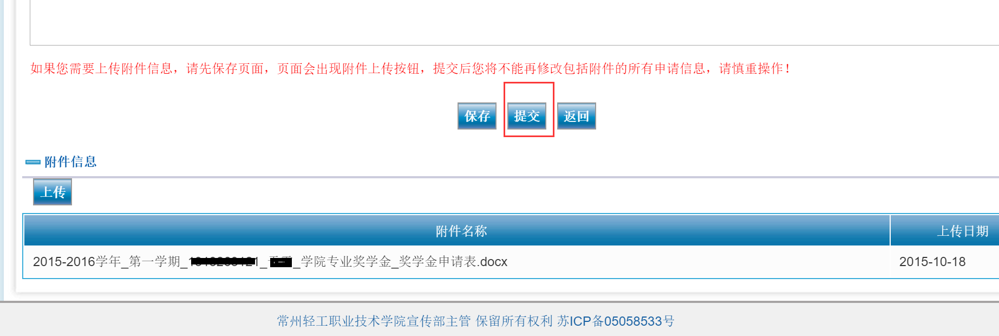 如果您需要上传附件信息，请先保存页面，页面会出现附件上传按钮，提交后您将不能再修改包括附件的所有申请信息，请慎重操作！
保存 提交 返回
附件信息
上传
附件名称 上传日期
2015-2016学年_第一学期_ _ _学院专业奖学金_奖学金申请表.docx 2015-10-18
常州轻工职业技术学院宣传部主管 保留所有权利 苏ICP备05058533号